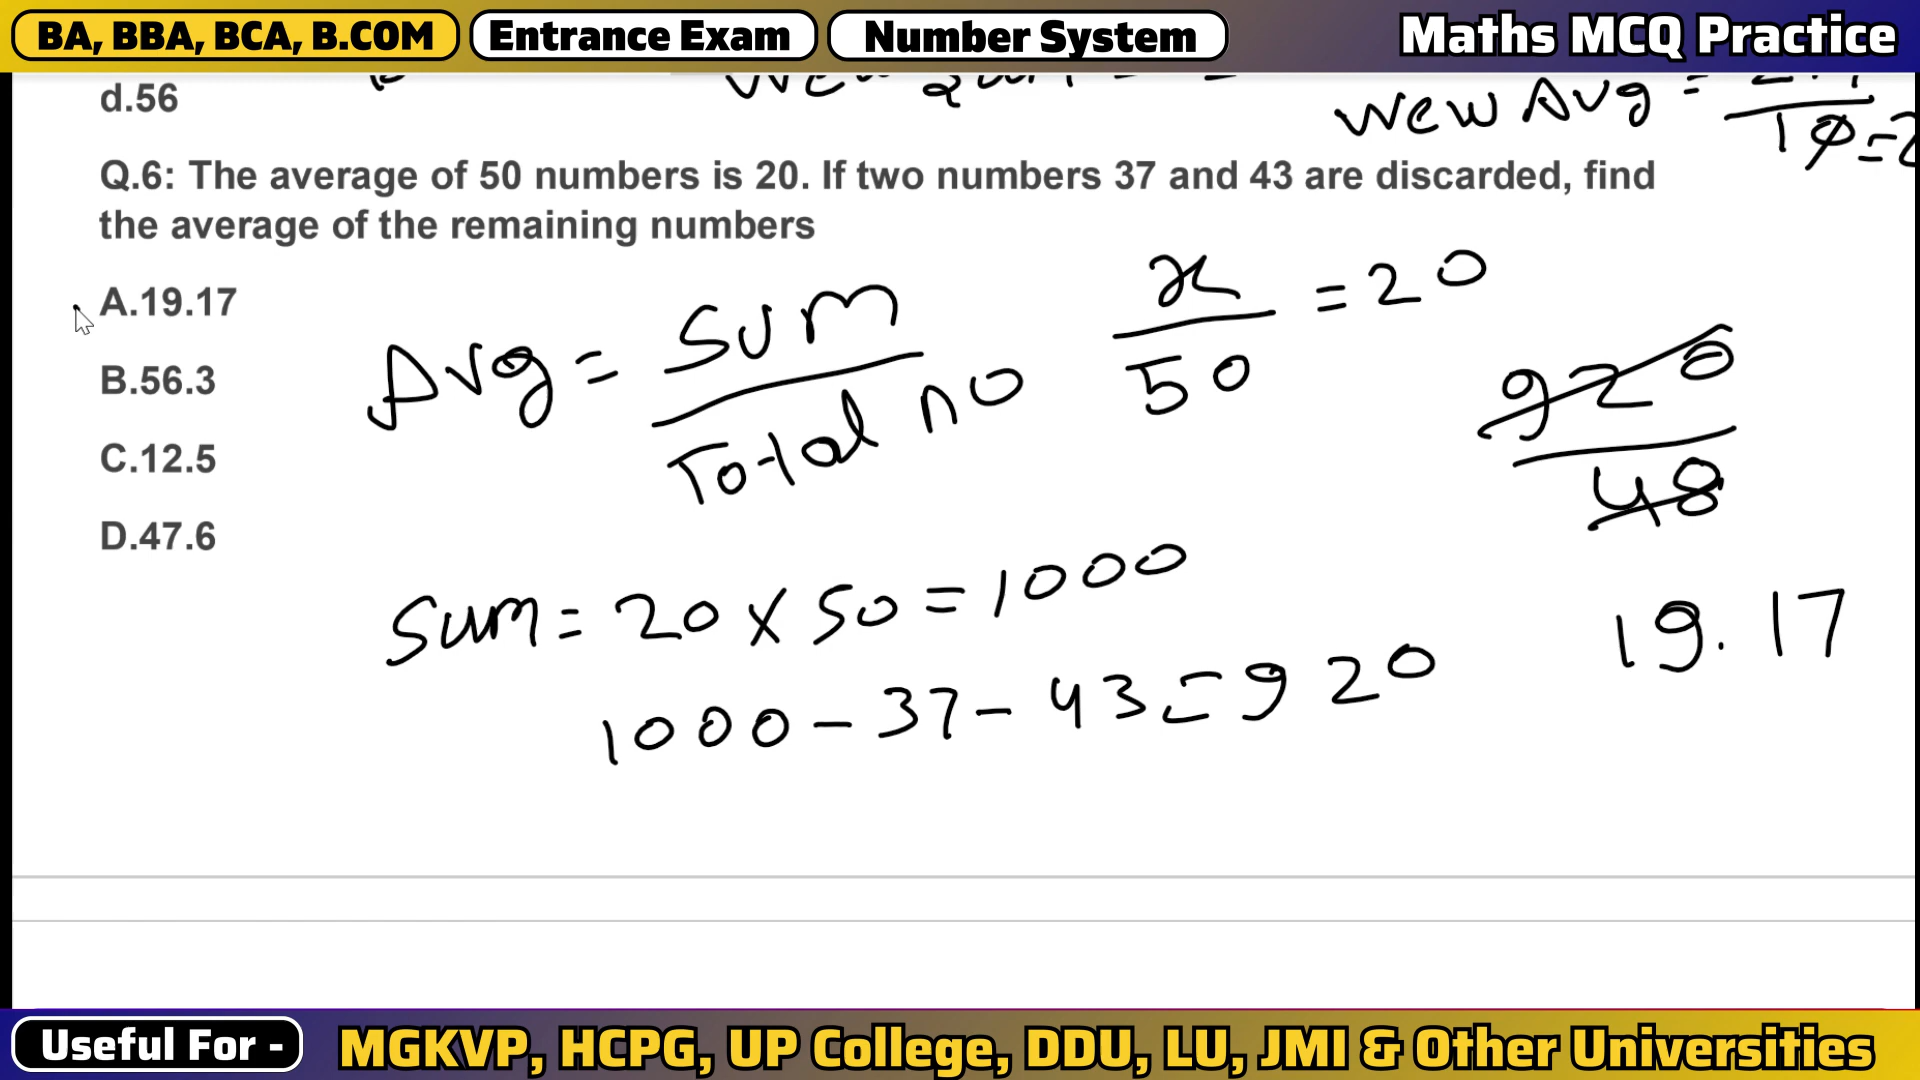 BA, BBA, BCA, B.COM Entrance Exam Number System Maths MCQ Practice
d.56
New Avg =
Q.6: The average of 50 numbers is 20. If two numbers 37 and 43 are discarded, find
the average of the remaining numbers
A.19.17
B.56.3
C.12.5
D.47.6
Avg = Sum / Total no
x / 50 = 20
920 / 48
Sum = 20 × 50 = 1000
19.17
1000 - 37 - 43 = 920
Useful For - MGKVP, HCPG, UP College, DDU, LU, JMI & Other Universities